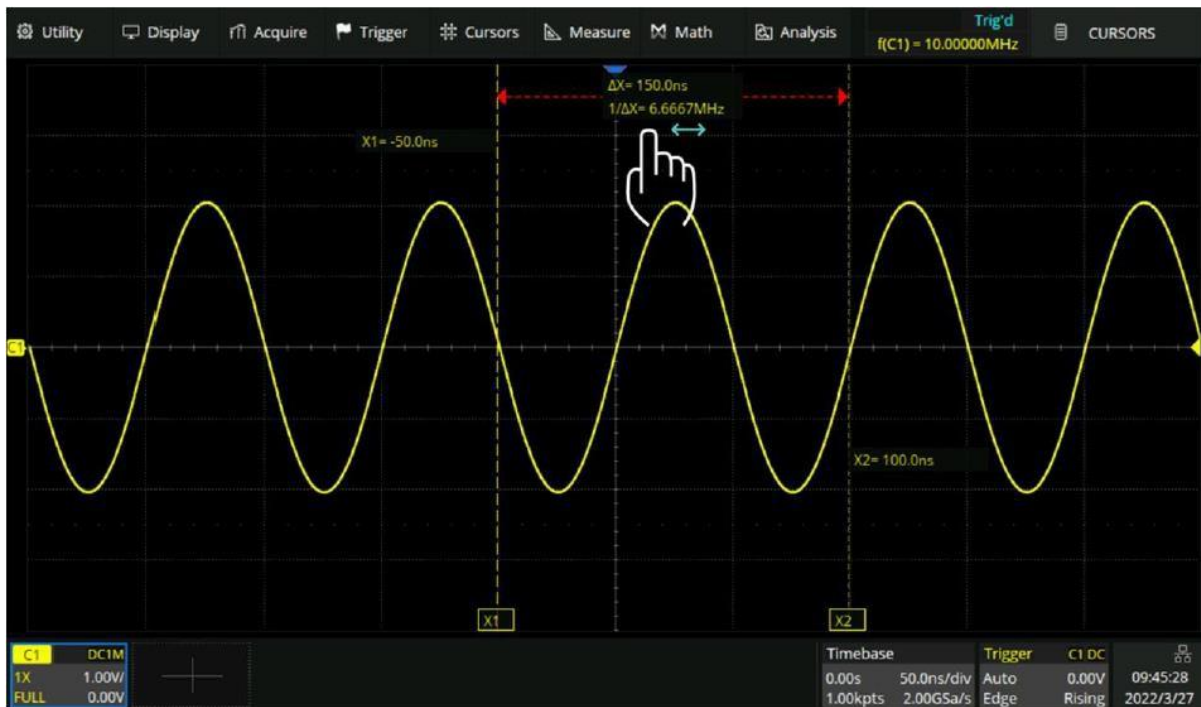 Utility Display Acquire Trigger Cursors Measure Math Analysis
Trig'd
f(C1) = 10.00000MHz
CURSORS
ΔX= 150.0ns
1/ΔX= 6.6667MHz
X1= -50.0ns
C1
X2= 100.0ns
X1
X2
C1 DC1M
1X 1.00V/
FULL 0.00V
Timebase
0.00s 50.0ns/div
1.00kpts 2.00GSa/s
Trigger C1 DC
Auto 0.00V
Edge Rising
09:45:28
2022/3/27